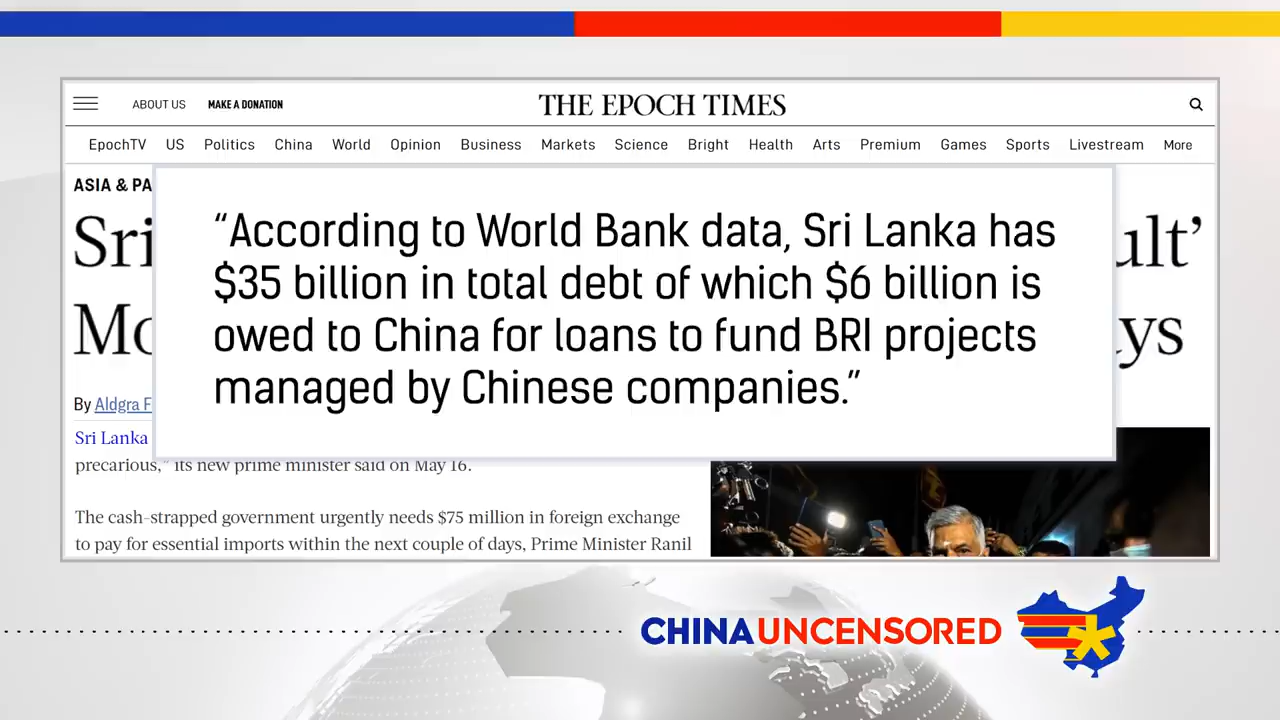 ABOUT US MAKE A DONATION THE EPOCH TIMES
EpochTV US Politics China World Opinion Business Markets Science Bright Health Arts Premium Games Sports Livestream More
ASIA & PA
Sri
ult’
Mo
ys
“According to World Bank data, Sri Lanka has
$35 billion in total debt of which $6 billion is
owed to China for loans to fund BRI projects
managed by Chinese companies.”
By Aldgra F
Sri Lanka
precarious,” its new prime minister said on May 16.
The cash-strapped government urgently needs $75 million in foreign exchange
to pay for essential imports within the next couple of days, Prime Minister Ranil
CHINA UNCENSORED